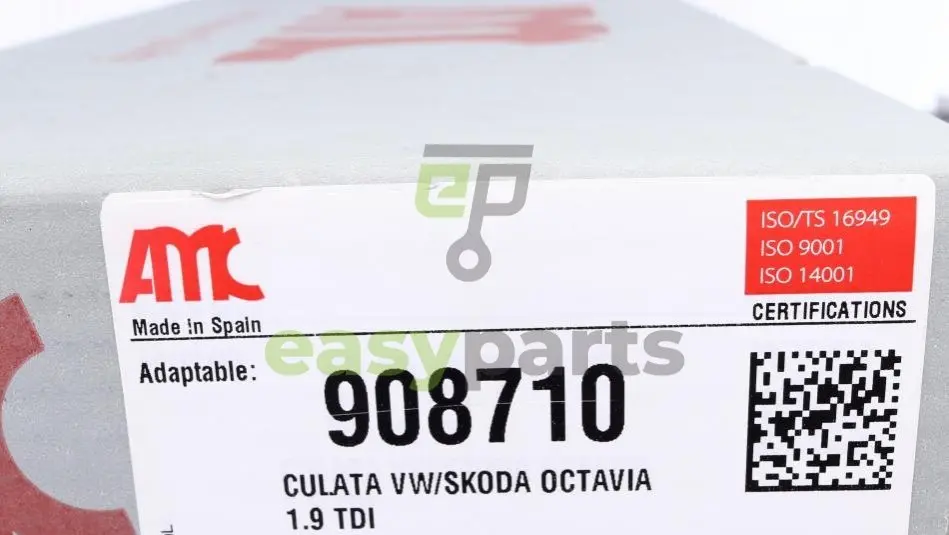 ep
AMC
ISO/TS 16949
ISO 9001
ISO 14001
Made in Spain
CERTIFICATIONS
easyparts
Adaptable:
908710
CULATA VW/SKODA OCTAVIA
1.9 TDI